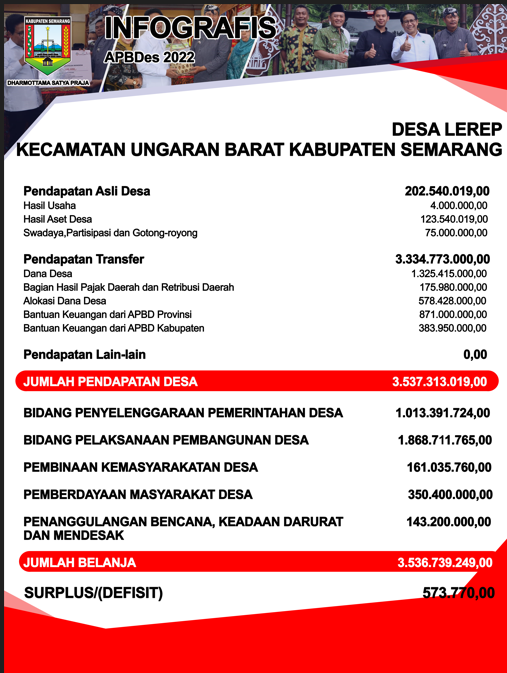 KABUPATEN SEMARANG
DHARMOTTAMA SATYA PRAJA
INFOGRAFIS
APBDes 2022
DESA LEREP
KECAMATAN UNGARAN BARAT KABUPATEN SEMARANG
Pendapatan Asli Desa 202.540.019,00
Hasil Usaha 4.000.000,00
Hasil Aset Desa 123.540.019,00
Swadaya,Partisipasi dan Gotong-royong 75.000.000,00
Pendapatan Transfer 3.334.773.000,00
Dana Desa 1.325.415.000,00
Bagian Hasil Pajak Daerah dan Retribusi Daerah 175.980.000,00
Alokasi Dana Desa 578.428.000,00
Bantuan Keuangan dari APBD Provinsi 871.000.000,00
Bantuan Keuangan dari APBD Kabupaten 383.950.000,00
Pendapatan Lain-lain 0,00
JUMLAH PENDAPATAN DESA 3.537.313.019,00
BIDANG PENYELENGGARAAN PEMERINTAHAN DESA 1.013.391.724,00
BIDANG PELAKSANAAN PEMBANGUNAN DESA 1.868.711.765,00
PEMBINAAN KEMASYARAKATAN DESA 161.035.760,00
PEMBERDAYAAN MASYARAKAT DESA 350.400.000,00
PENANGGULANGAN BENCANA, KEADAAN DARURAT 143.200.000,00
DAN MENDESAK
JUMLAH BELANJA 3.536.739.249,00
SURPLUS/(DEFISIT) 573.770,00